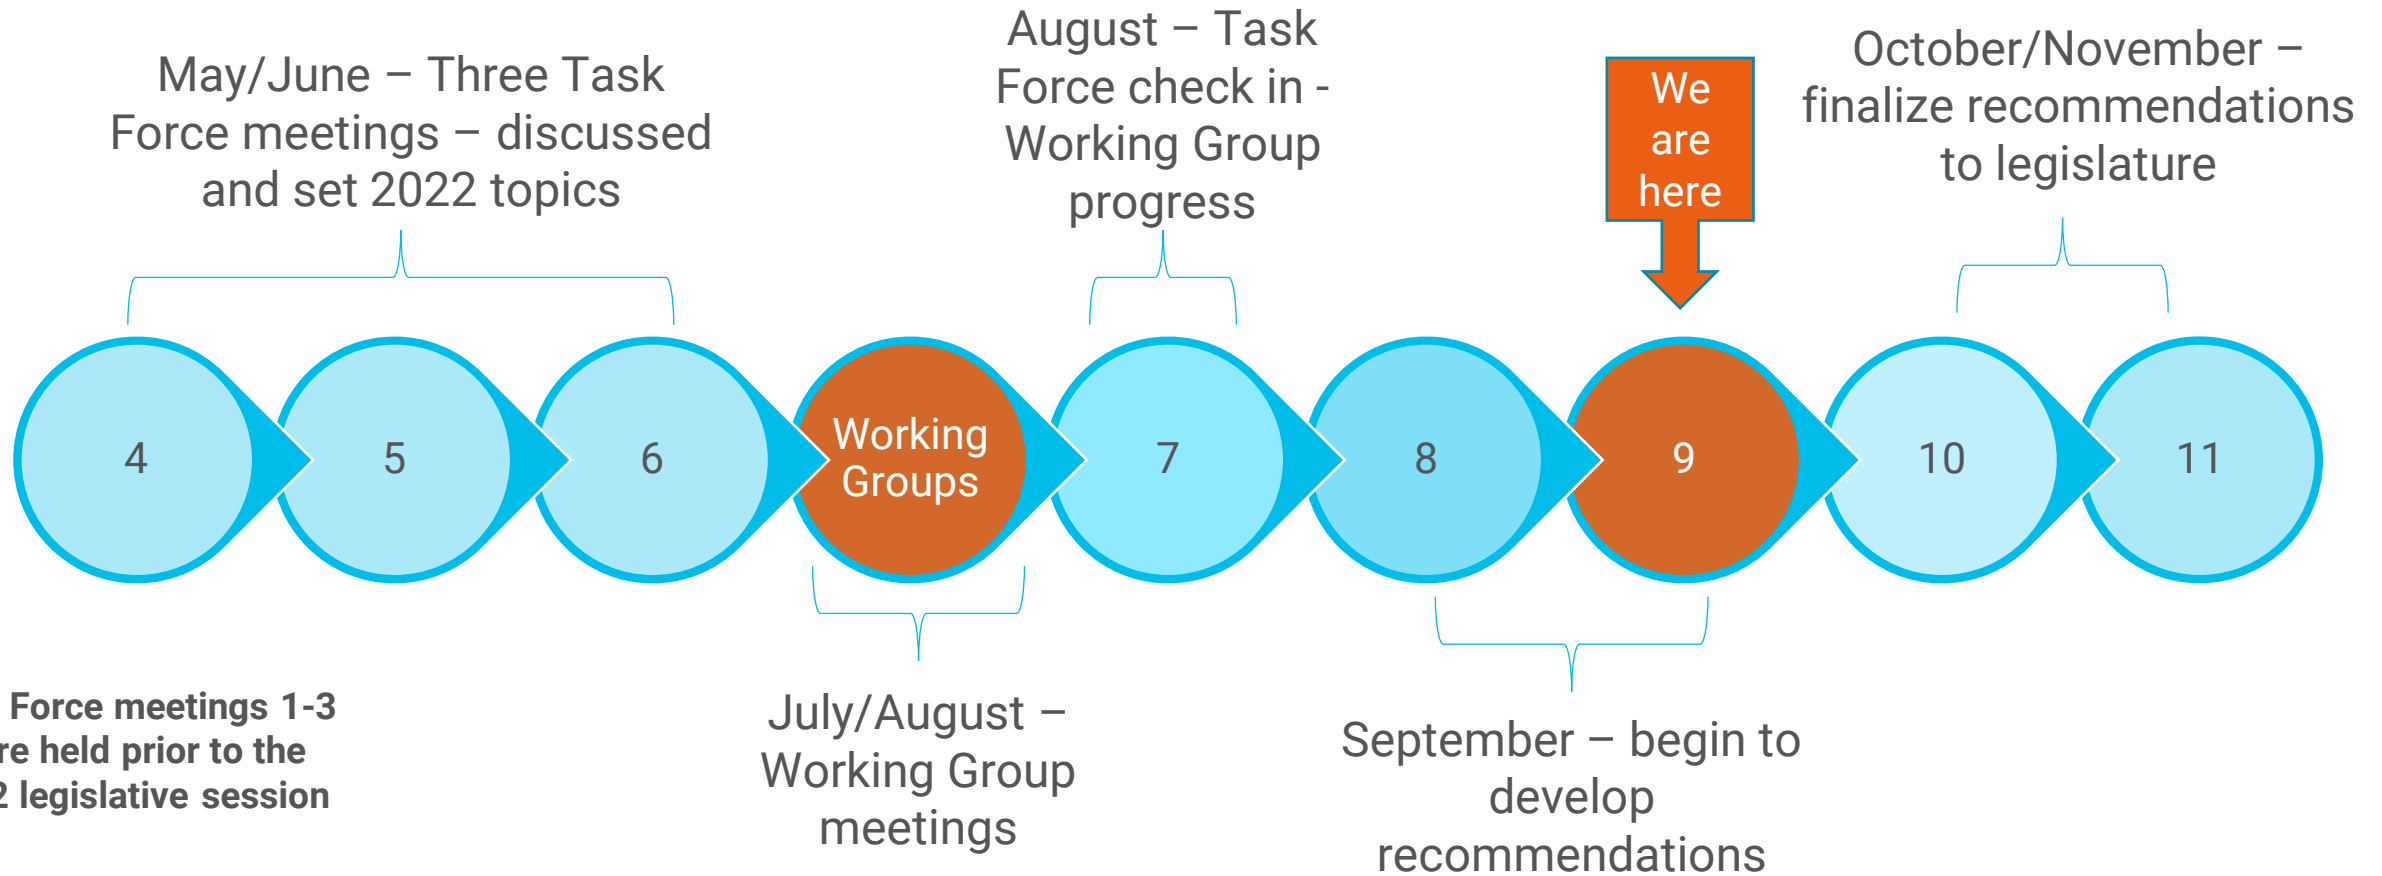 May/June – Three Task
Force meetings – discussed
and set 2022 topics
August – Task
Force check in -
Working Group
progress
We
are
here
October/November –
finalize recommendations
to legislature
4
5
6
Working
Groups
7
8
9
10
11
Force meetings 1-3
held prior to the
legislative session
July/August –
Working Group
meetings
September – begin to
develop
recommendations